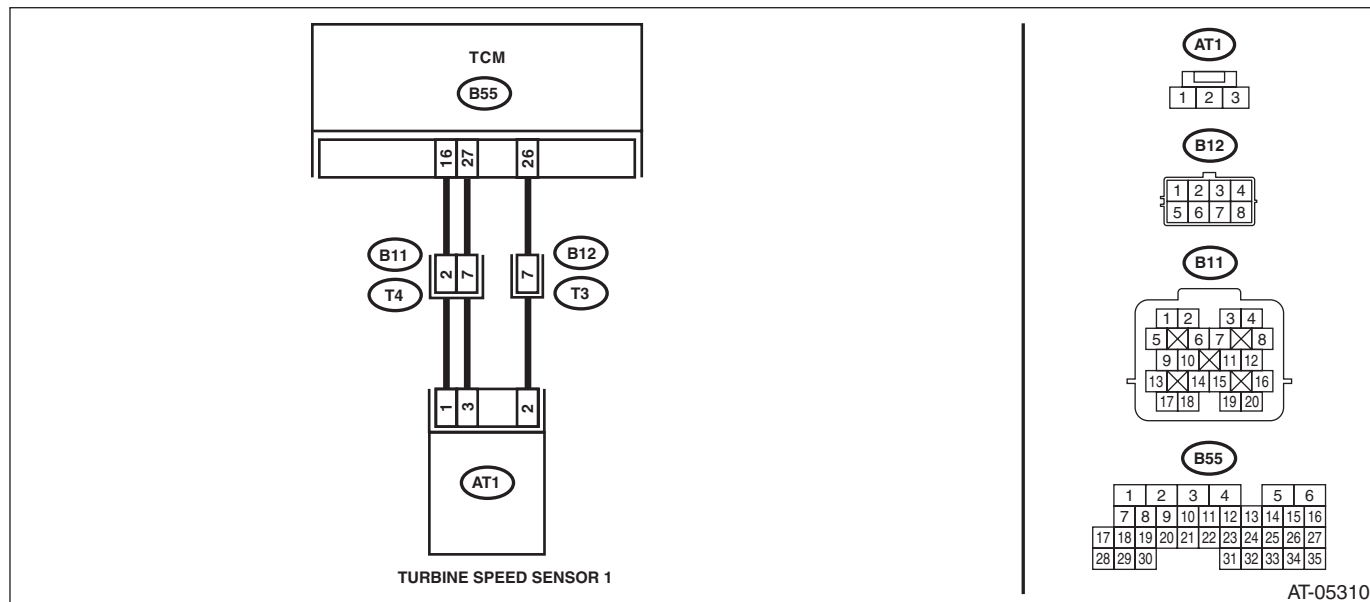 TCM
B55
16 27 26
B11 2 7 7 B12
T4 T3
1 3 2
AT1
TURBINE SPEED SENSOR 1
AT1
1 2 3
B12
1 2 3 4
5 6 7 8
B11
1 2 3 4
5 6 7 8
9 10 11 12
13 14 15 16
17 18 19 20
B55
1 2 3 4 5 6
7 8 9 10 11 12 13 14 15 16
17 18 19 20 21 22 23 24 25 26 27
28 29 30 31 32 33 34 35
AT-05310